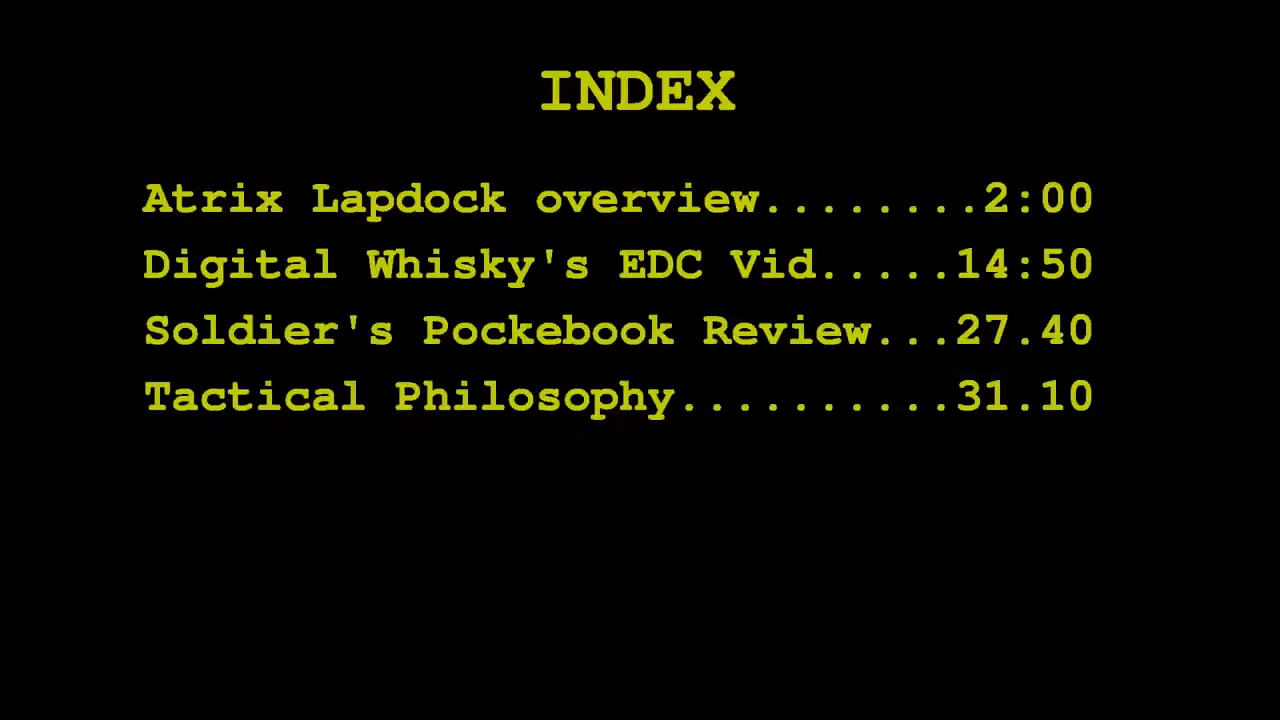 INDEX
Atrix Lapdock overview........2:00
Digital Whisky's EDC Vid.....14:50
Soldier's Pockebook Review...27.40
Tactical Philosophy..........31.10